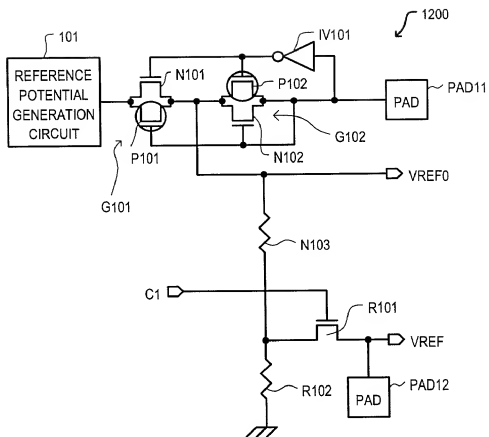 1200
101
IV101
REFERENCE
POTENTIAL
GENERATION
CIRCUIT
N101
P102
PAD
PAD11
P101
N102
G102
G101
VREF0
N103
C1
R101
VREF
R102
PAD
PAD12